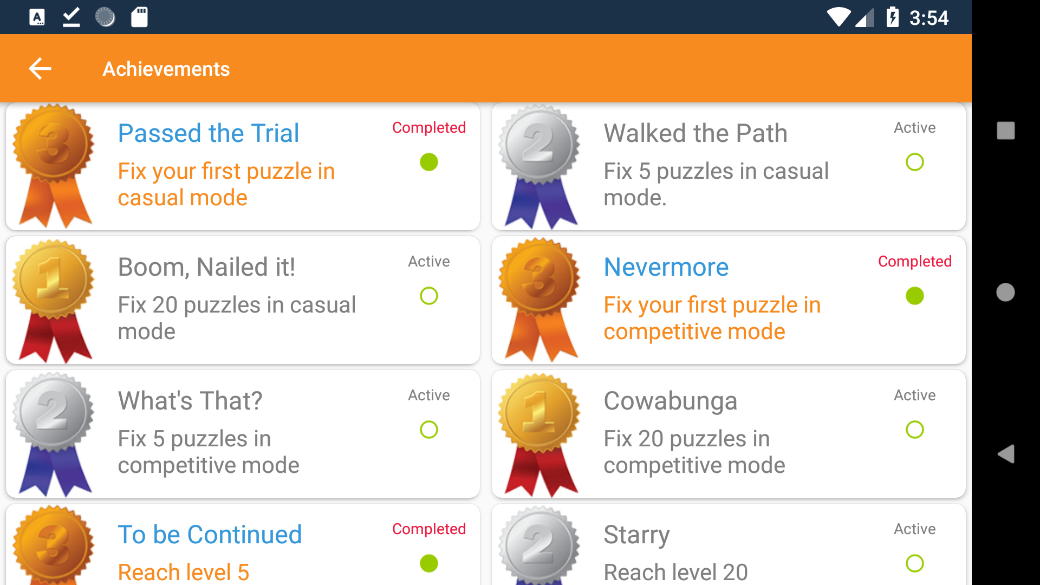 3:54
Achievements
3
Passed the Trial
Completed
Fix your first puzzle in
casual mode
2
Walked the Path
Active
Fix 5 puzzles in casual
mode.
1
Boom, Nailed it!
Active
Fix 20 puzzles in casual
mode
3
Nevermore
Completed
Fix your first puzzle in
competitive mode
2
What's That?
Active
Fix 5 puzzles in
competitive mode
1
Cowabunga
Active
Fix 20 puzzles in
competitive mode
3
To be Continued
Completed
Reach level 5
2
Starry
Active
Reach level 20